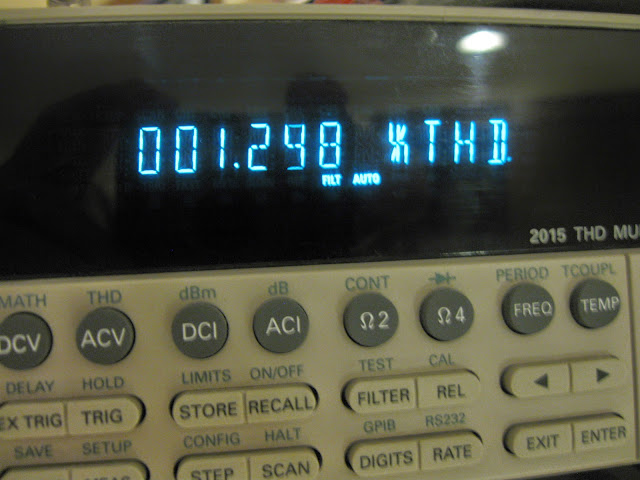 001.298 %THD
FILT AUTO
2015 THD MU
MATH THD dBm dB CONT PERIOD TCOUPL
DCV ACV DCI ACI Ω2 Ω4 FREQ TEMP
DELAY HOLD LIMITS ON/OFF TEST CAL
EX TRIG TRIG STORE RECALL FILTER REL
SAVE SETUP CONFIG HALT GPIB RS232
STEP SCAN DIGITS RATE EXIT ENTER